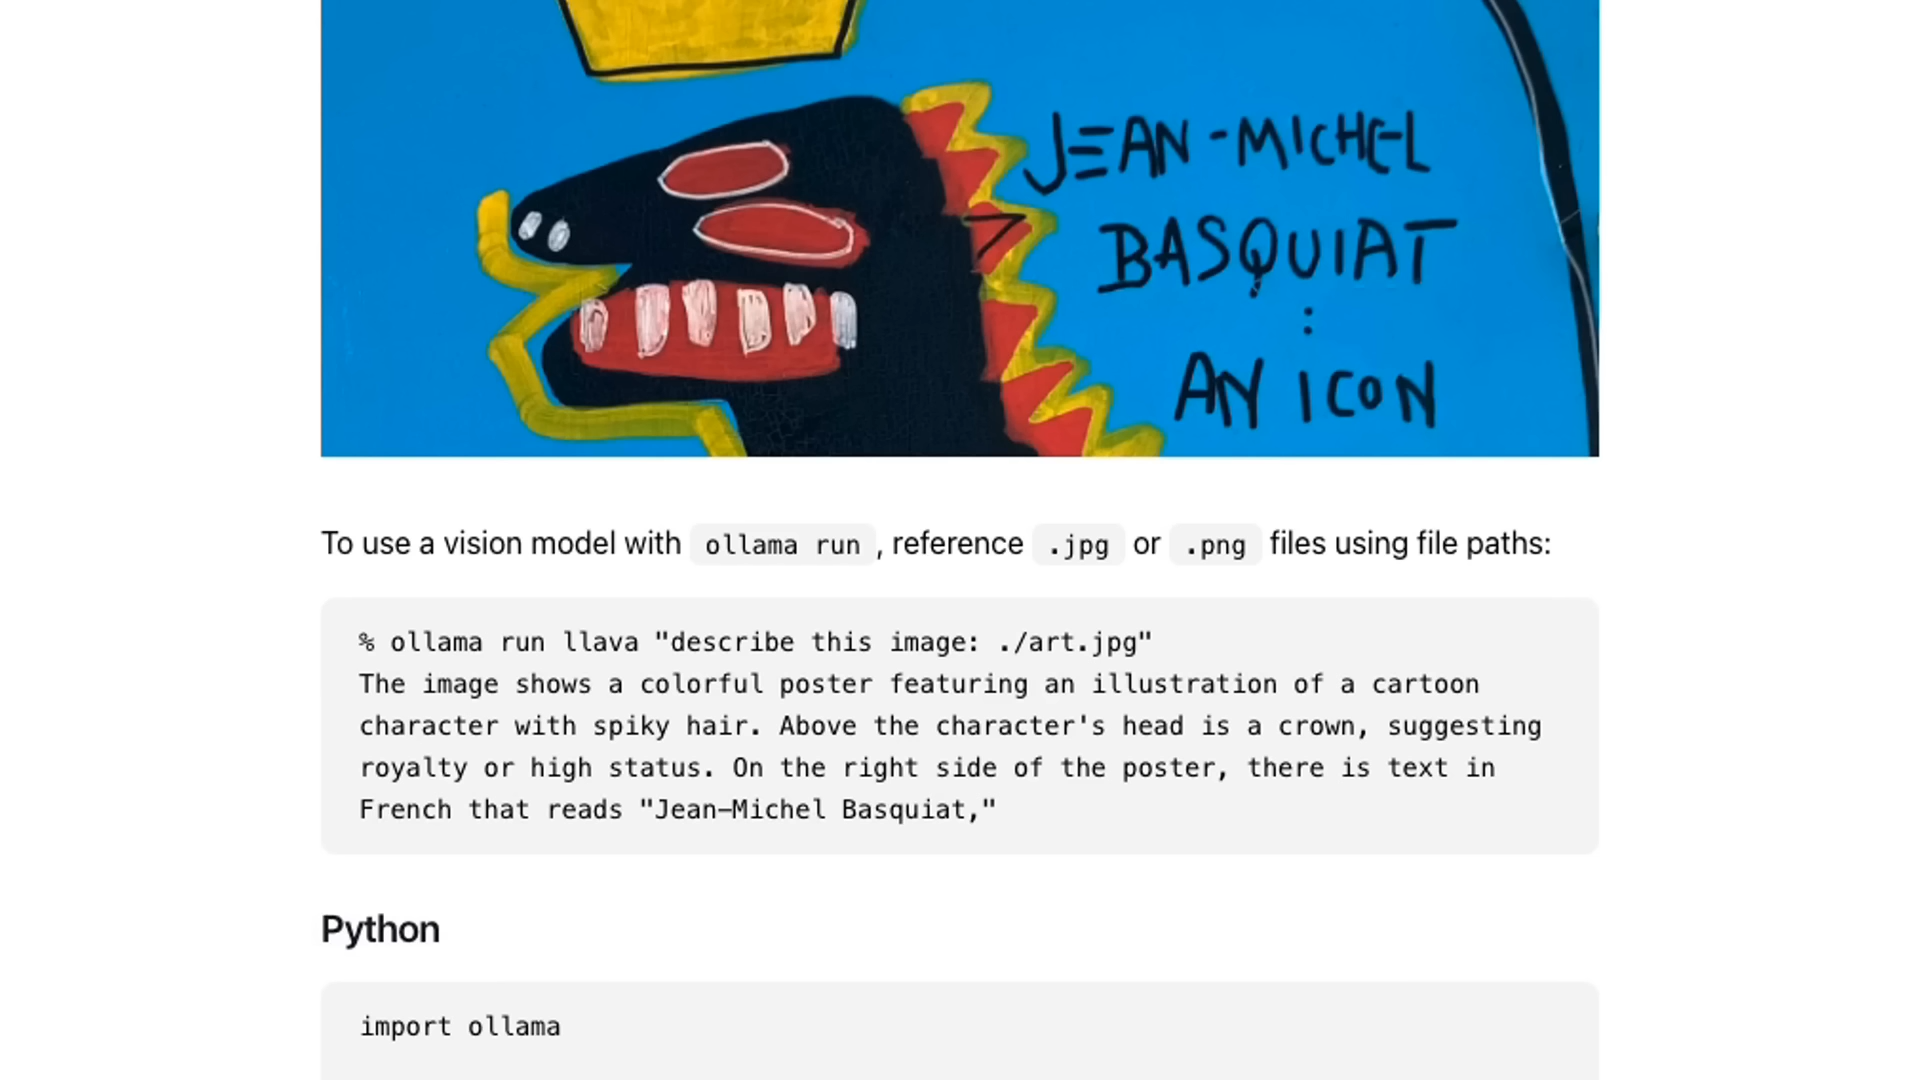 JEAN-MICHEL
BASQUIAT
:
AN ICON
To use a vision model with ollama run, reference .jpg or .png files using file paths:
% ollama run llava "describe this image: ./art.jpg"
The image shows a colorful poster featuring an illustration of a cartoon
character with spiky hair. Above the character's head is a crown, suggesting
royalty or high status. On the right side of the poster, there is text in
French that reads "Jean-Michel Basquiat,"
Python
import ollama